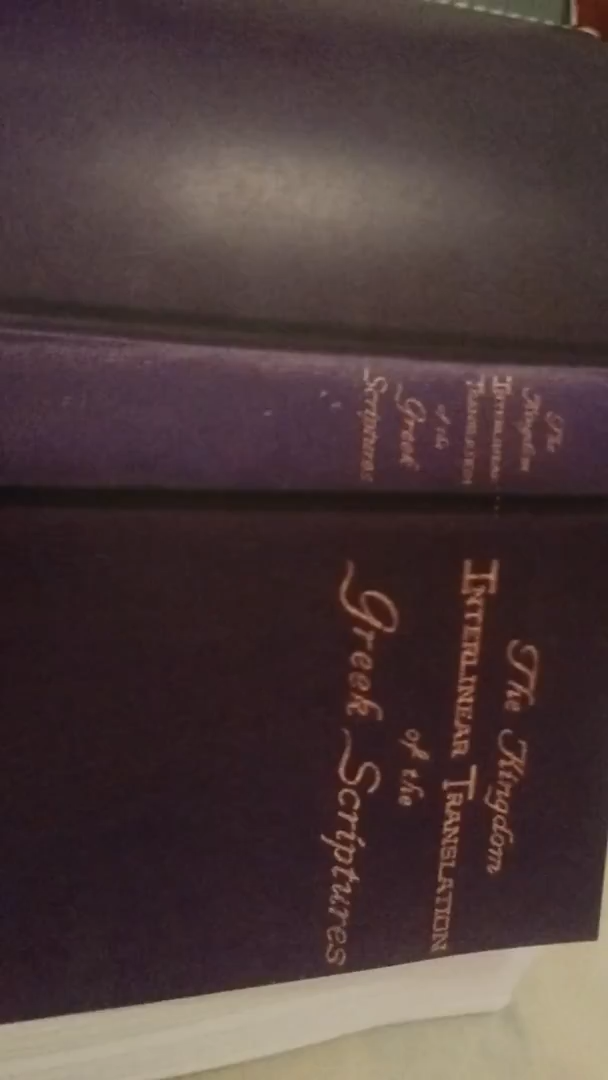 The Kingdom
INTERLINEAR TRANSLATION
of the
Greek Scriptures
The
Kingdom
INTERLINEAR
TRANSLATION
of the
Greek
Scriptures